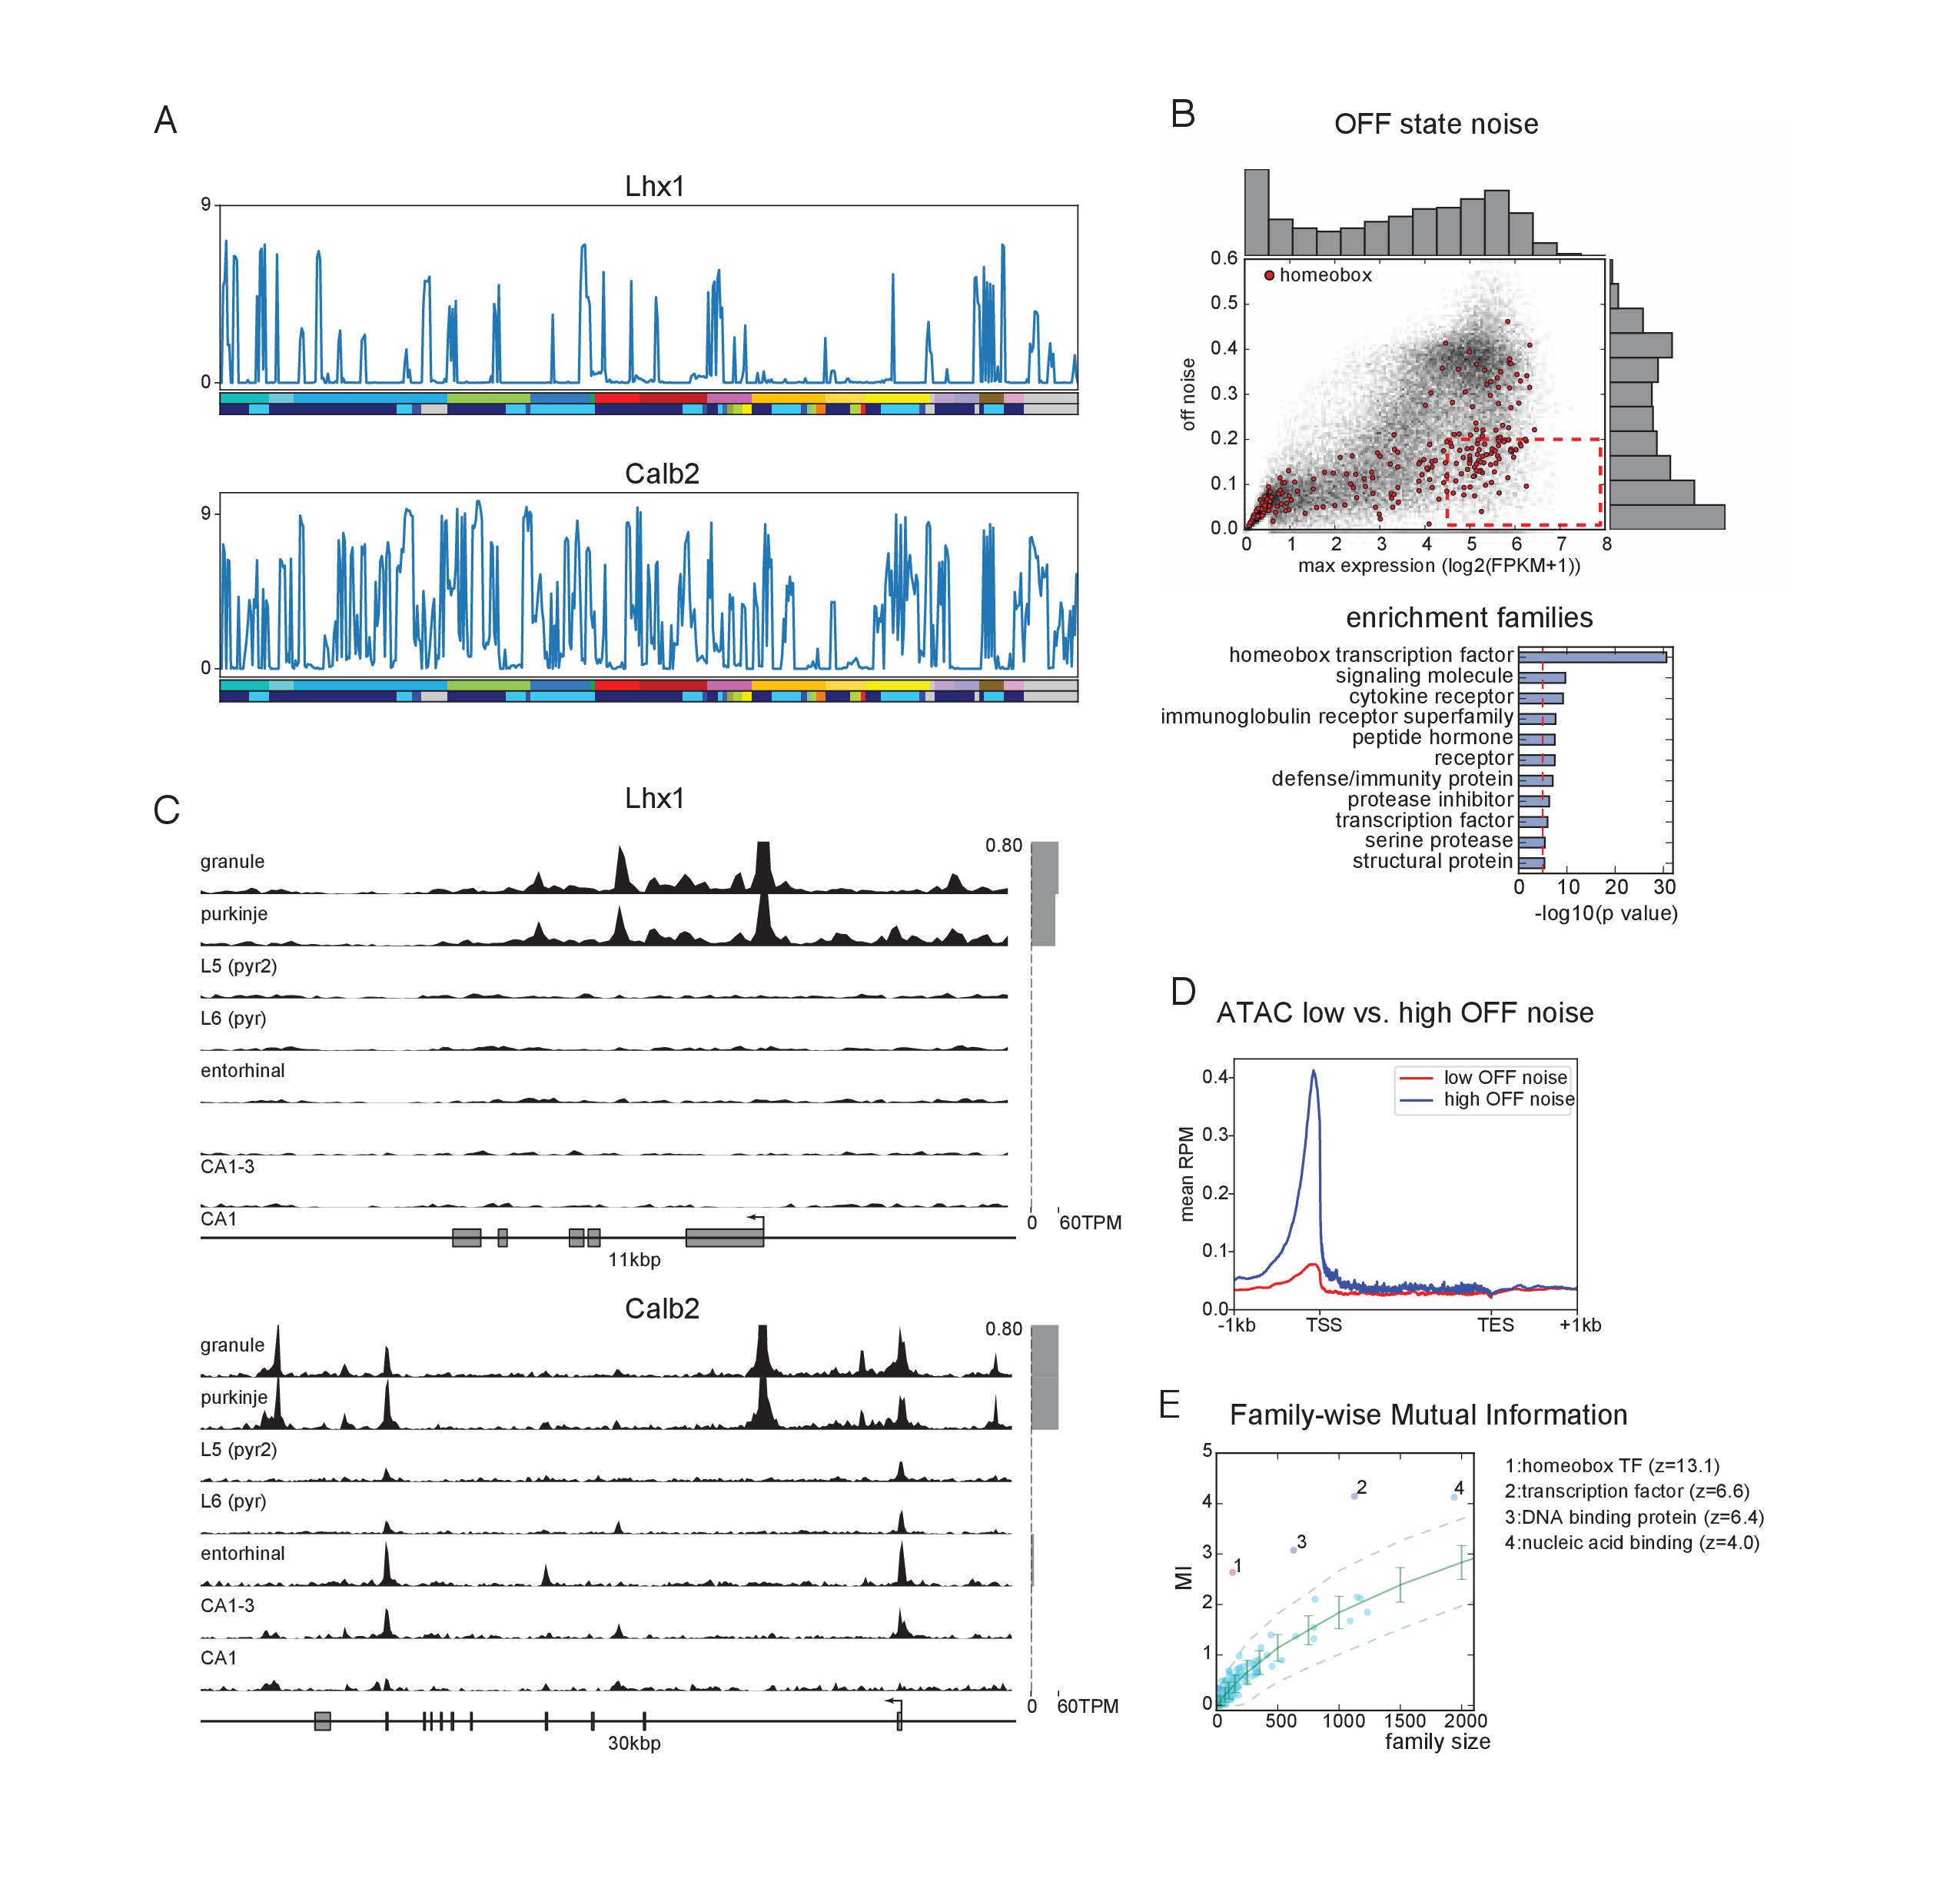 A
Lhx1
9
0
Calb2
9
0
B
OFF state noise
homeobox
0.6
0.5
0.4
0.3
0.2
0.1
0.0
off noise
0 1 2 3 4 5 6 7 8
max expression (log2(FPKM+1))
enrichment families
homeobox transcription factor
signaling molecule
cytokine receptor
immunoglobulin receptor superfamily
peptide hormone
receptor
defense/immunity protein
protease inhibitor
transcription factor
serine protease
structural protein
0 10 20 30
-log10(p value)
C
Lhx1
0.80
granule
purkinje
L5 (pyr2)
L6 (pyr)
entorhinal
CA1-3
CA1
0 60TPM
11kbp
Calb2
0.80
granule
purkinje
L5 (pyr2)
L6 (pyr)
entorhinal
CA1-3
CA1
0 60TPM
30kbp
D
ATAC low vs. high OFF noise
low OFF noise
high OFF noise
0.4
0.3
0.2
0.1
0.0
mean RPM
-1kb TSS TES +1kb
E
Family-wise Mutual Information
5
4
3
2
1
0
MI
1
2
3
4
0 500 1000 1500 2000
family size
1:homeobox TF (z=13.1)
2:transcription factor (z=6.6)
3:DNA binding protein (z=6.4)
4:nucleic acid binding (z=4.0)